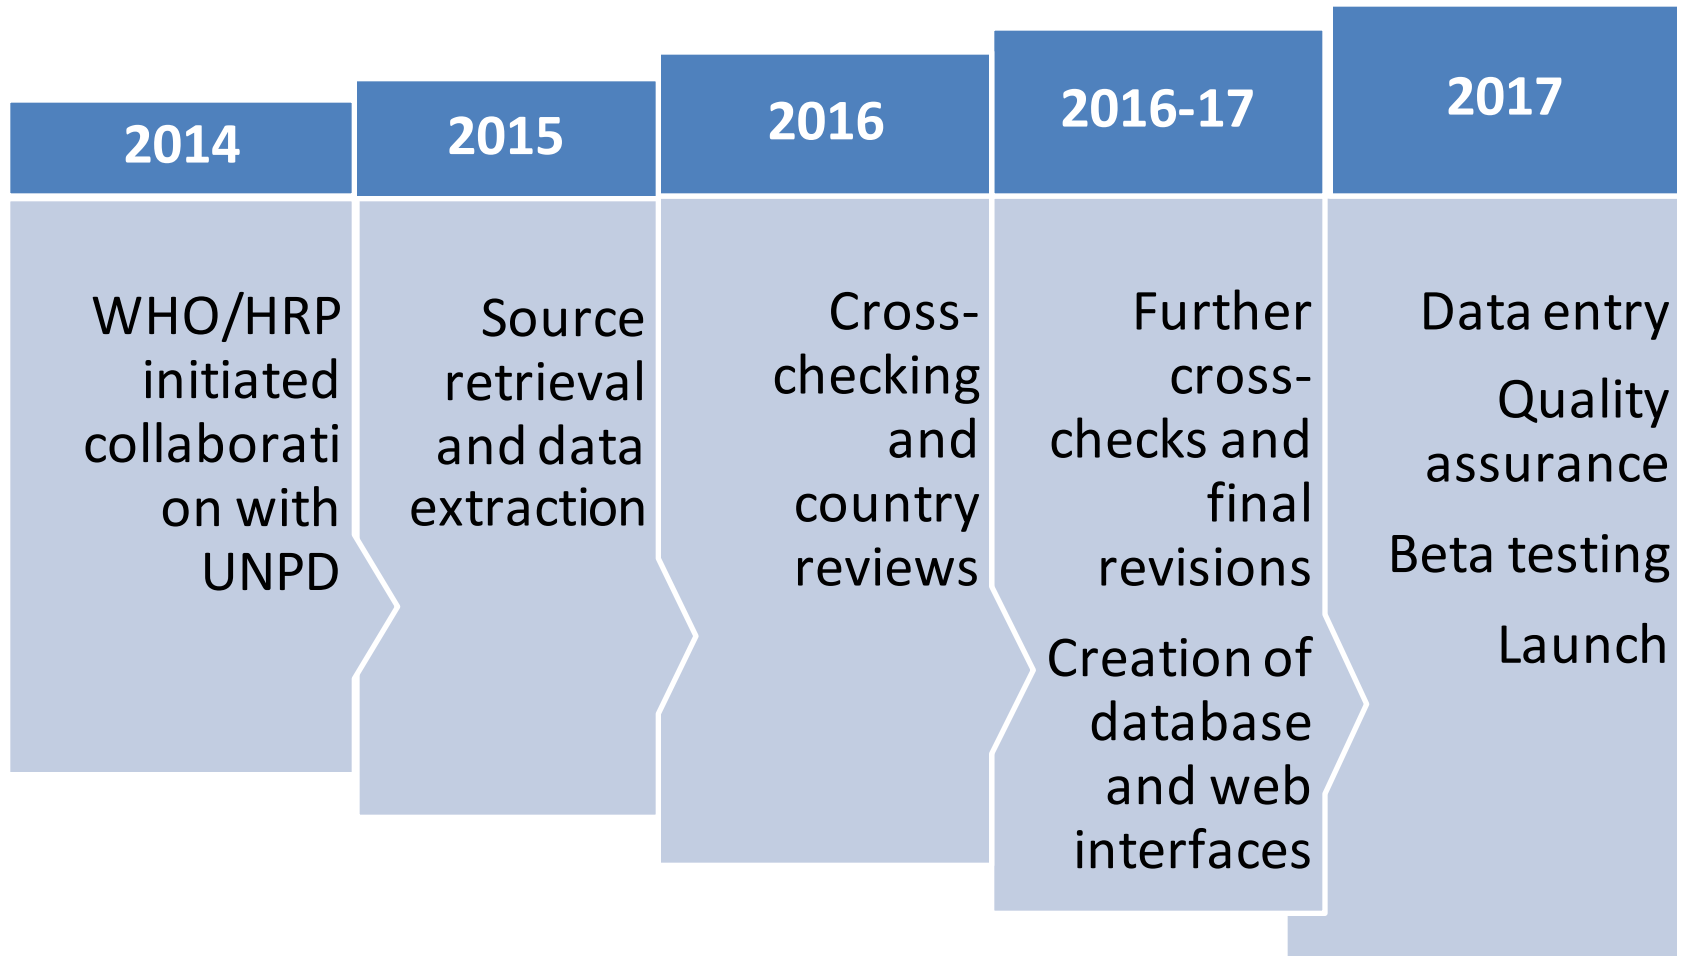 2014
WHO/HRP
initiated
collaborati
on with
UNPD
2015
Source
retrieval
and data
extraction
2016
Cross-
checking
and
country
reviews
2016-17
Further
cross-
checks and
final
revisions
Creation of
database
and web
interfaces
2017
Data entry
Quality
assurance
Beta testing
Launch